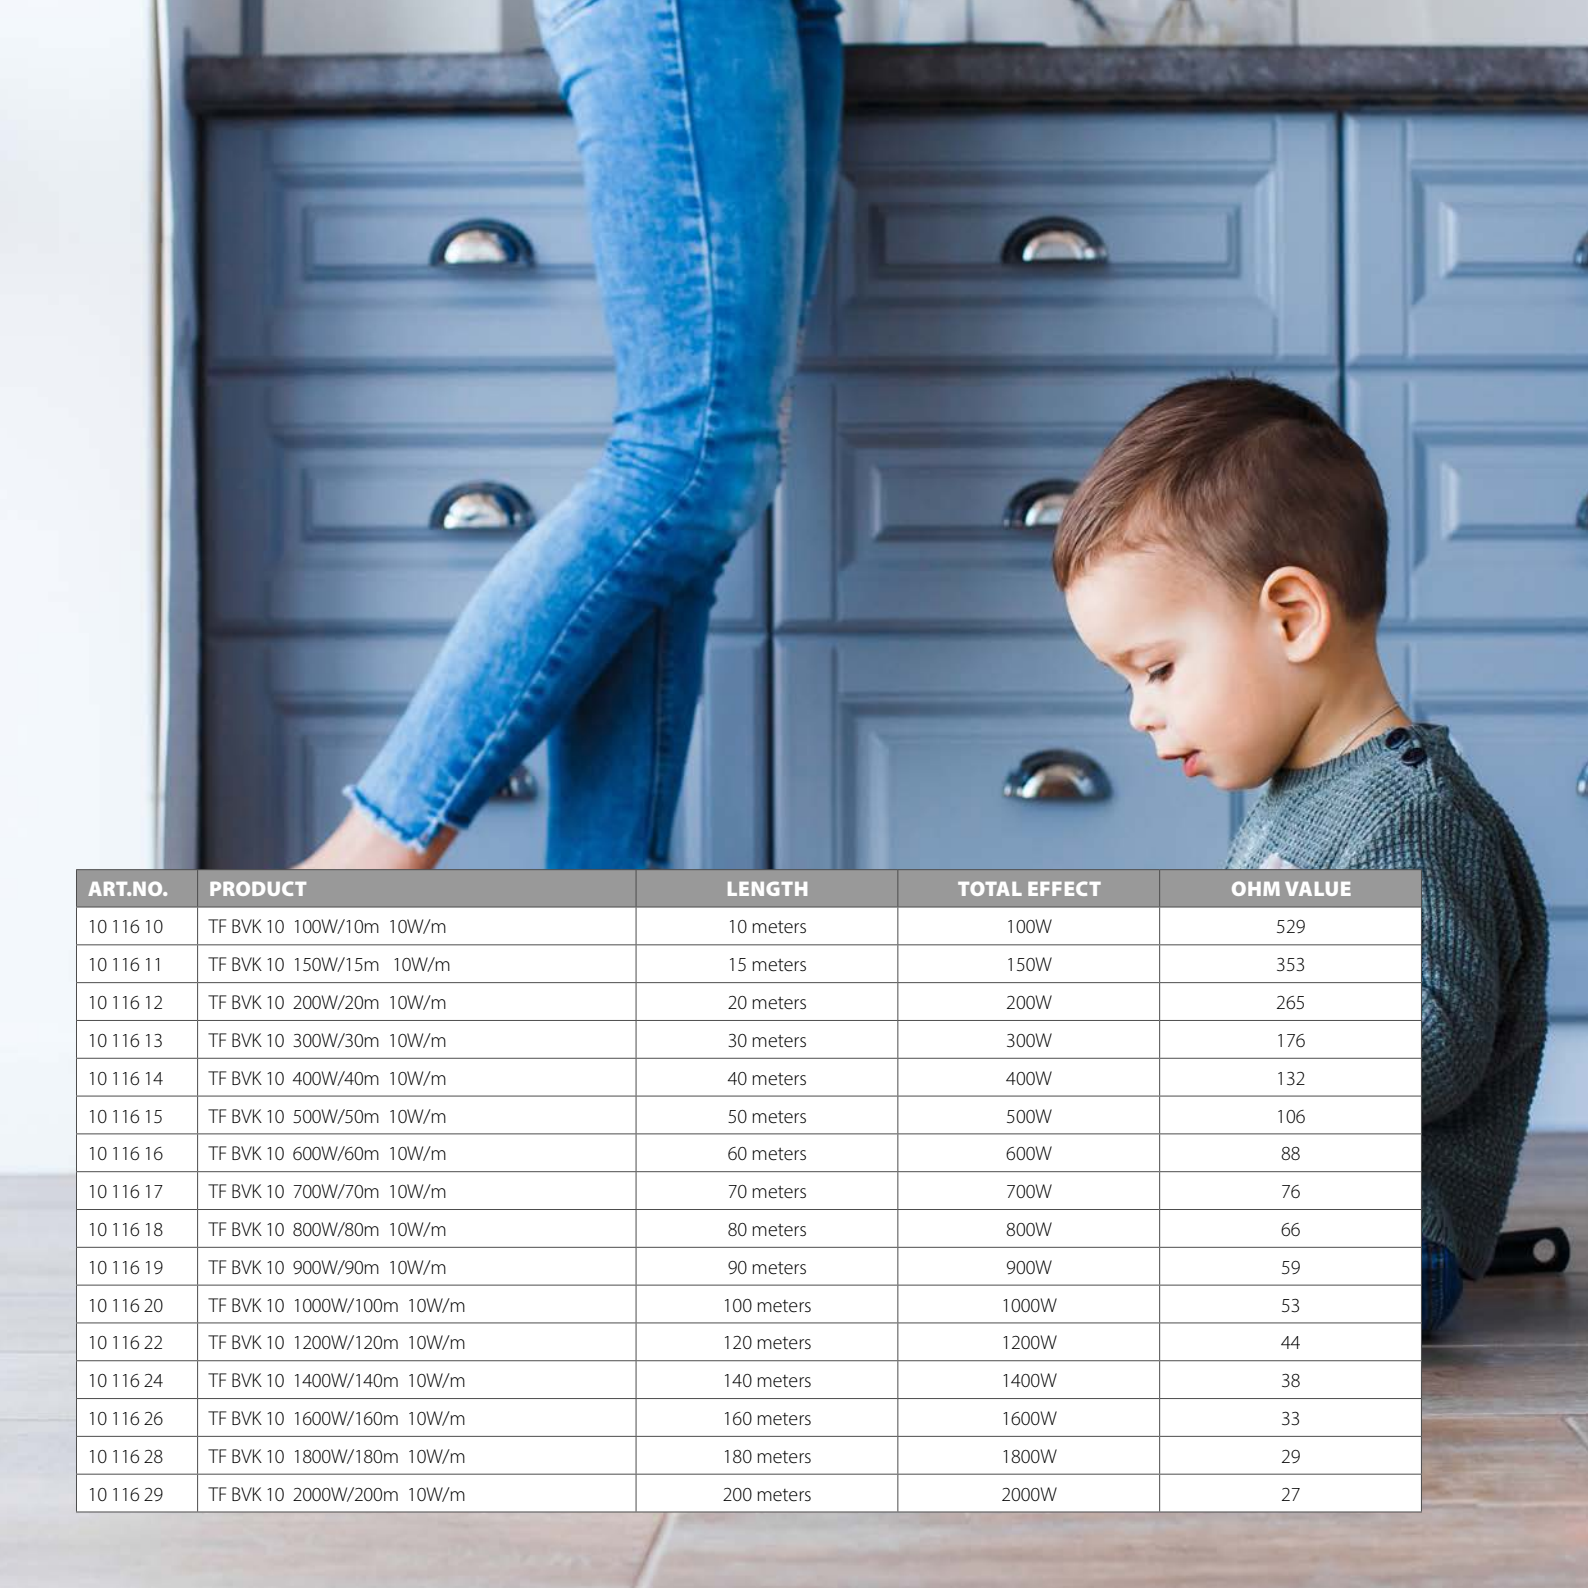 ART.NO. PRODUCT LENGTH TOTAL EFFECT OHM VALUE
10 116 10 TF BVK 10 100W/10m 10W/m 10 meters 100W 529
10 116 11 TF BVK 10 150W/15m 10W/m 15 meters 150W 353
10 116 12 TF BVK 10 200W/20m 10W/m 20 meters 200W 265
10 116 13 TF BVK 10 300W/30m 10W/m 30 meters 300W 176
10 116 14 TF BVK 10 400W/40m 10W/m 40 meters 400W 132
10 116 15 TF BVK 10 500W/50m 10W/m 50 meters 500W 106
10 116 16 TF BVK 10 600W/60m 10W/m 60 meters 600W 88
10 116 17 TF BVK 10 700W/70m 10W/m 70 meters 700W 76
10 116 18 TF BVK 10 800W/80m 10W/m 80 meters 800W 66
10 116 19 TF BVK 10 900W/90m 10W/m 90 meters 900W 59
10 116 20 TF BVK 10 1000W/100m 10W/m 100 meters 1000W 53
10 116 22 TF BVK 10 1200W/120m 10W/m 120 meters 1200W 44
10 116 24 TF BVK 10 1400W/140m 10W/m 140 meters 1400W 38
10 116 26 TF BVK 10 1600W/160m 10W/m 160 meters 1600W 33
10 116 28 TF BVK 10 1800W/180m 10W/m 180 meters 1800W 29
10 116 29 TF BVK 10 2000W/200m 10W/m 200 meters 2000W 27